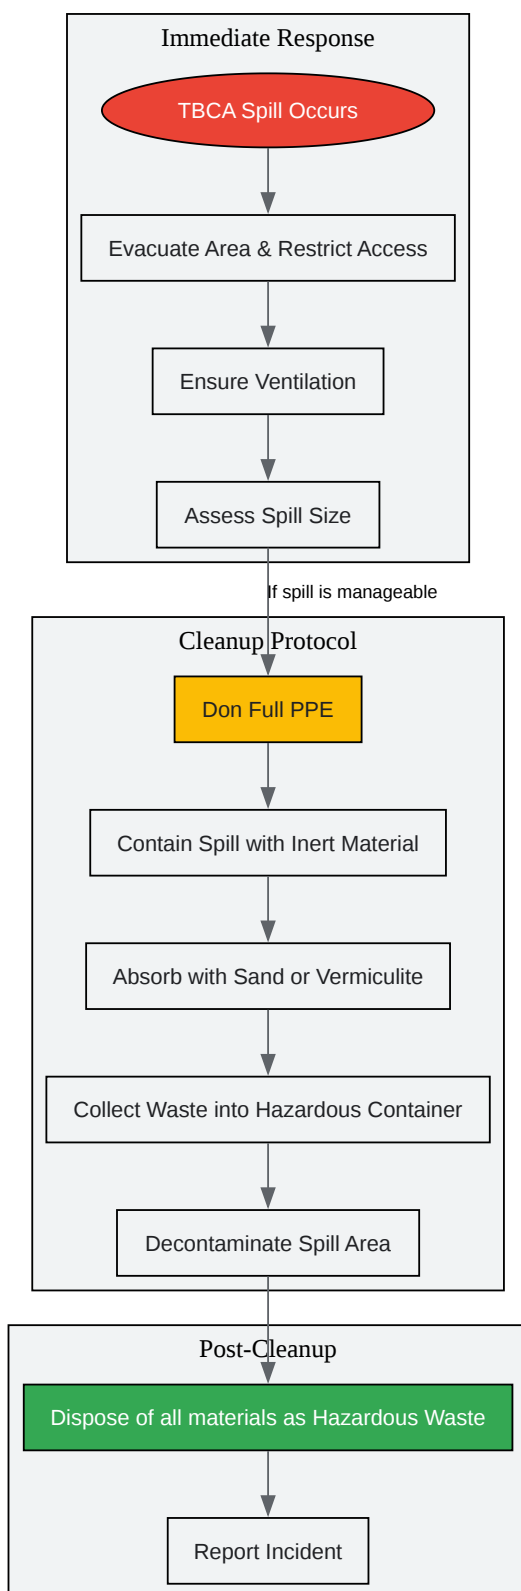 Immediate Response
TBCA Spill Occurs
Evacuate Area & Restrict Access
Ensure Ventilation
Assess Spill Size
If spill is manageable
Cleanup Protocol
Don Full PPE
Contain Spill with Inert Material
Absorb with Sand or Vermiculite
Collect Waste into Hazardous Container
Decontaminate Spill Area
Post-Cleanup
Dispose of all materials as Hazardous Waste
Report Incident